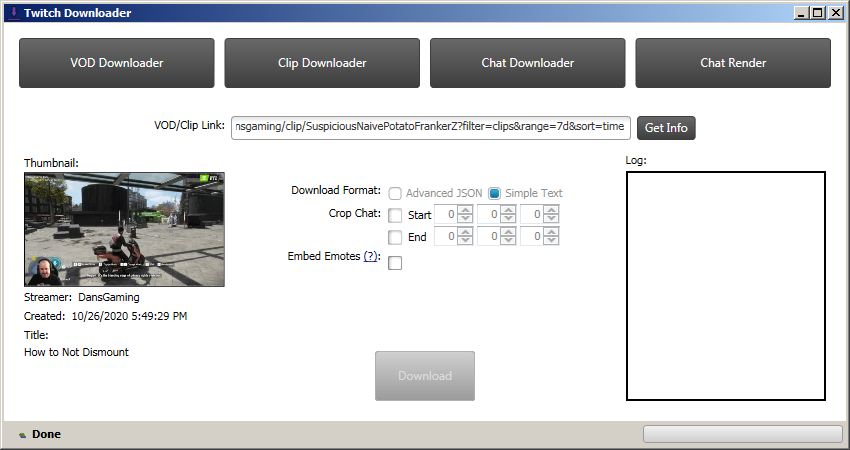 Twitch Downloader
VOD Downloader
Clip Downloader
Chat Downloader
Chat Render
VOD/Clip Link:
nsgaming/clip/SuspiciousNaivePotatoFrankerZ?filter=clips&range=7d&sort=time
Get Info
Thumbnail:
Streamer: DansGaming
Created: 10/26/2020 5:49:29 PM
Title:
How to Not Dismount
Download Format: Advanced JSON Simple Text
Crop Chat: Start 0 0 0
End 0 0 0
Embed Emotes (?):
Download
Log:
Done